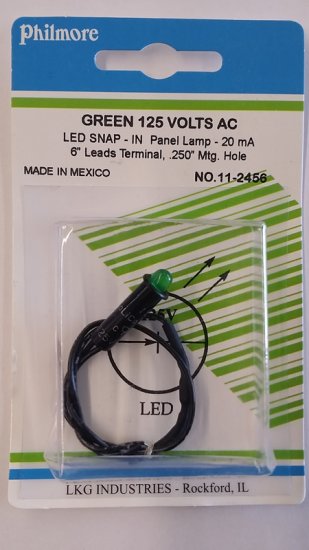 Philmore
GREEN 125 VOLTS AC
LED SNAP - IN Panel Lamp - 20 mA
6" Leads Terminal, .250" Mtg. Hole
MADE IN MEXICO
NO.11-2456
LED
LKG INDUSTRIES - Rockford, IL